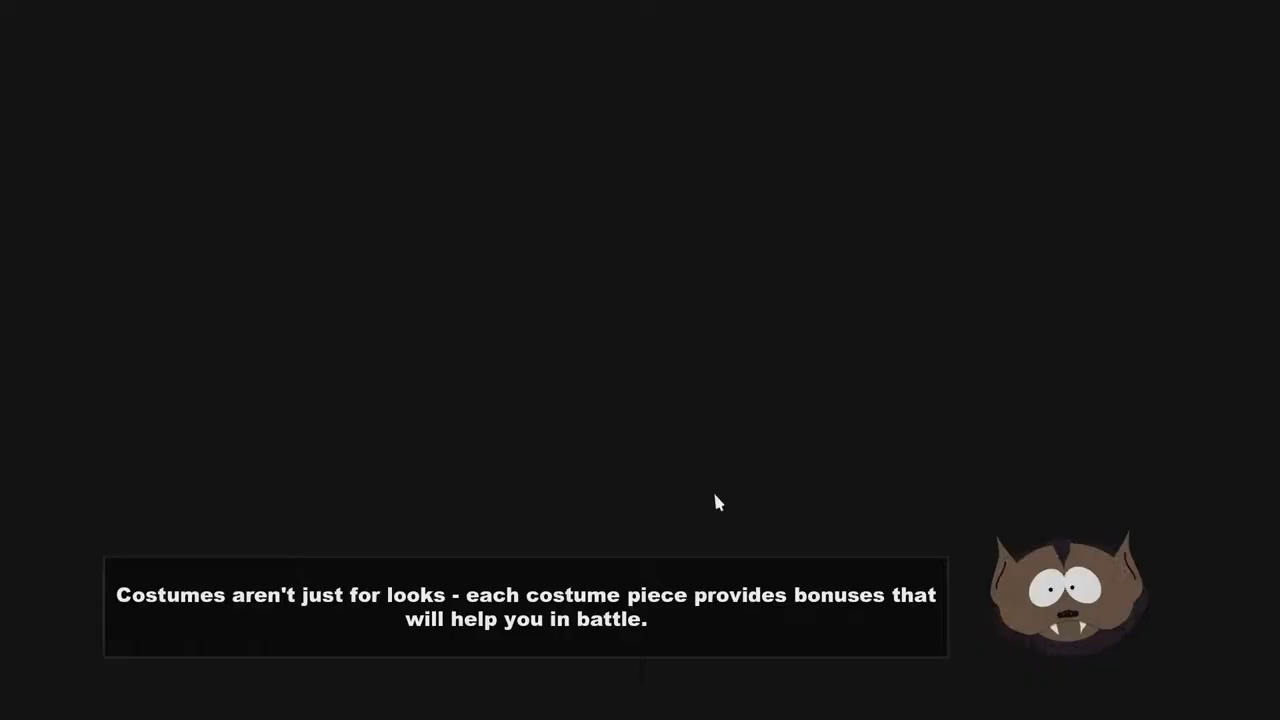 Costumes aren't just for looks - each costume piece provides bonuses that
will help you in battle.